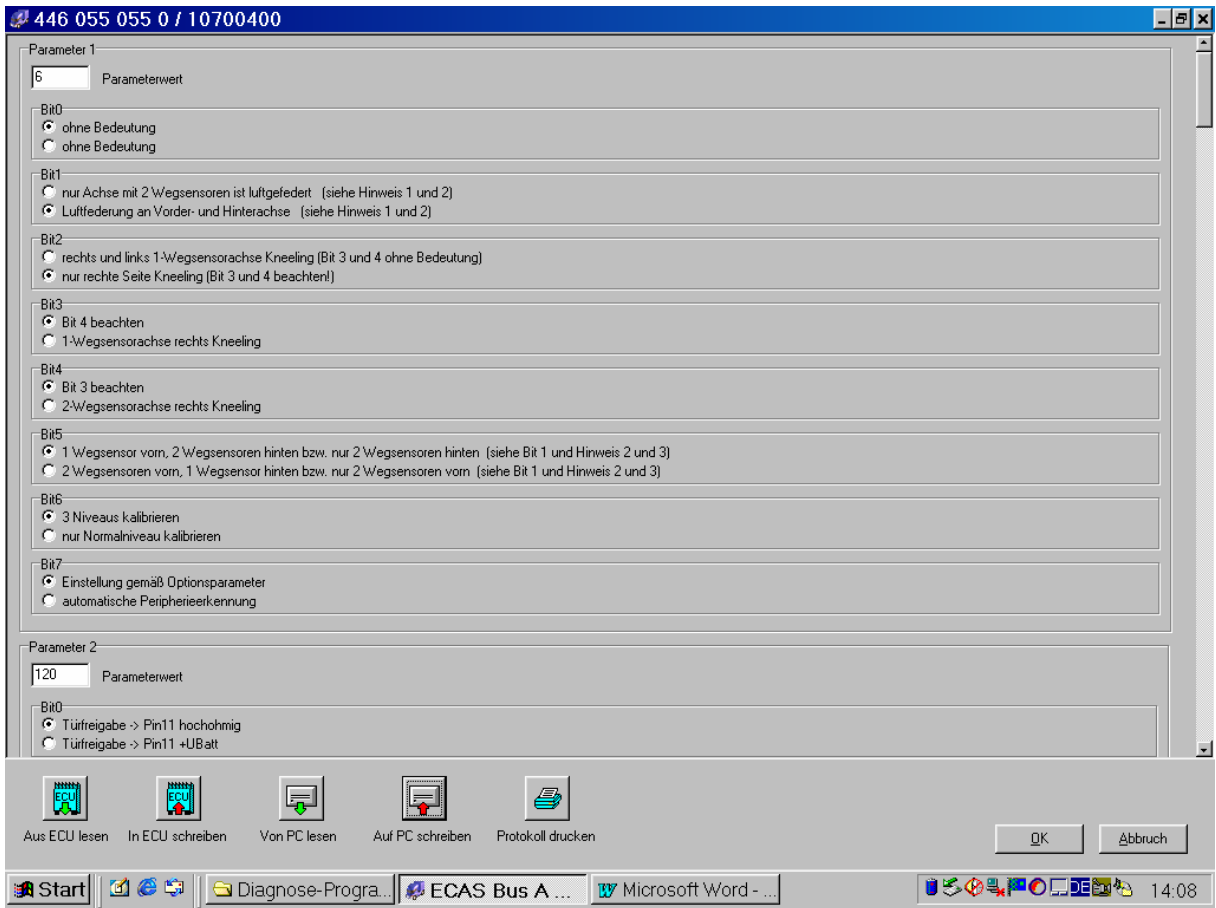 446 055 055 0 / 10700400
Parameter 1
6 Parameterwert
Bit0
ohne Bedeutung
ohne Bedeutung
Bit1
nur Achse mit 2 Wegsensoren ist luftgefedert (siehe Hinweis 1 und 2)
Luftfederung an Vorder- und Hinterachse (siehe Hinweis 1 und 2)
Bit2
rechts und links 1-Wegsensorachse Kneeling (Bit 3 und 4 ohne Bedeutung)
nur rechte Seite Kneeling (Bit 3 und 4 beachten!)
Bit3
Bit 4 beachten
1-Wegsensorachse rechts Kneeling
Bit4
Bit 3 beachten
2-Wegsensorachse rechts Kneeling
Bit5
1 Wegsensor vorn, 2 Wegsensoren hinten bzw. nur 2 Wegsensoren hinten (siehe Bit 1 und Hinweis 2 und 3)
2 Wegsensoren vorn, 1 Wegsensor hinten bzw. nur 2 Wegsensoren vorn (siehe Bit 1 und Hinweis 2 und 3)
Bit6
3 Niveaus kalibrieren
nur Normalniveau kalibrieren
Bit7
Einstellung gemäß Optionsparameter
automatische Peripherieerkennung
Parameter 2
120 Parameterwert
Bit0
Türfreigabe -> Pin11 hochohmig
Türfreigabe -> Pin11 +UBatt
ECU ECU
Aus ECU lesen In ECU schreiben Von PC lesen Auf PC schreiben Protokoll drucken
OK Abbruch
Start Diagnose-Progra... ECAS Bus A ... Microsoft Word - ... DE 14:08